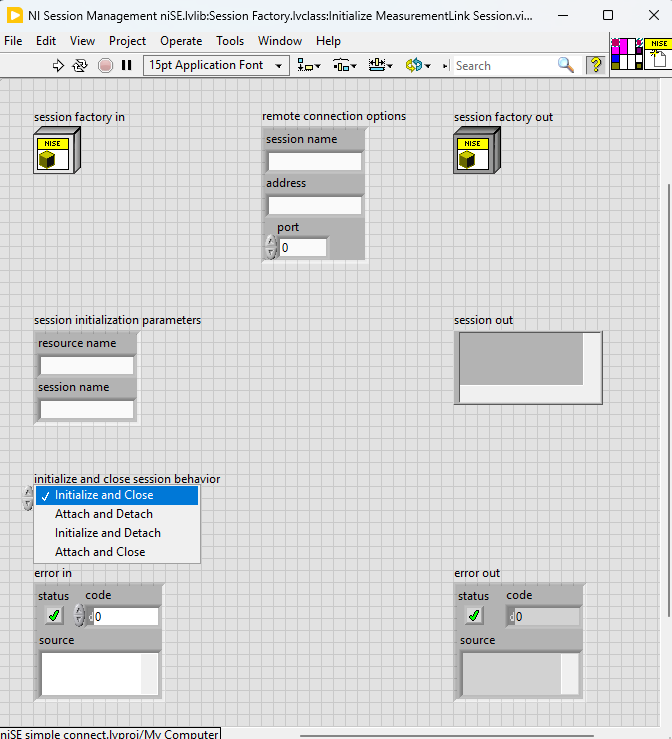 NI Session Management niSE.lvlib:Session Factory.lvclass:Initialize MeasurementLink Session.vi...
File Edit View Project Operate Tools Window Help
15pt Application Font
Search
?
NISE
session factory in
NISE
remote connection options
session name
address
port
0
session factory out
NISE
session initialization parameters
resource name
session name
session out
initialize and close session behavior
✓ Initialize and Close
Attach and Detach
Initialize and Detach
Attach and Close
error in
status code
d0
source
error out
status code
d0
source
niSE simple connect.lvproj/My Computer